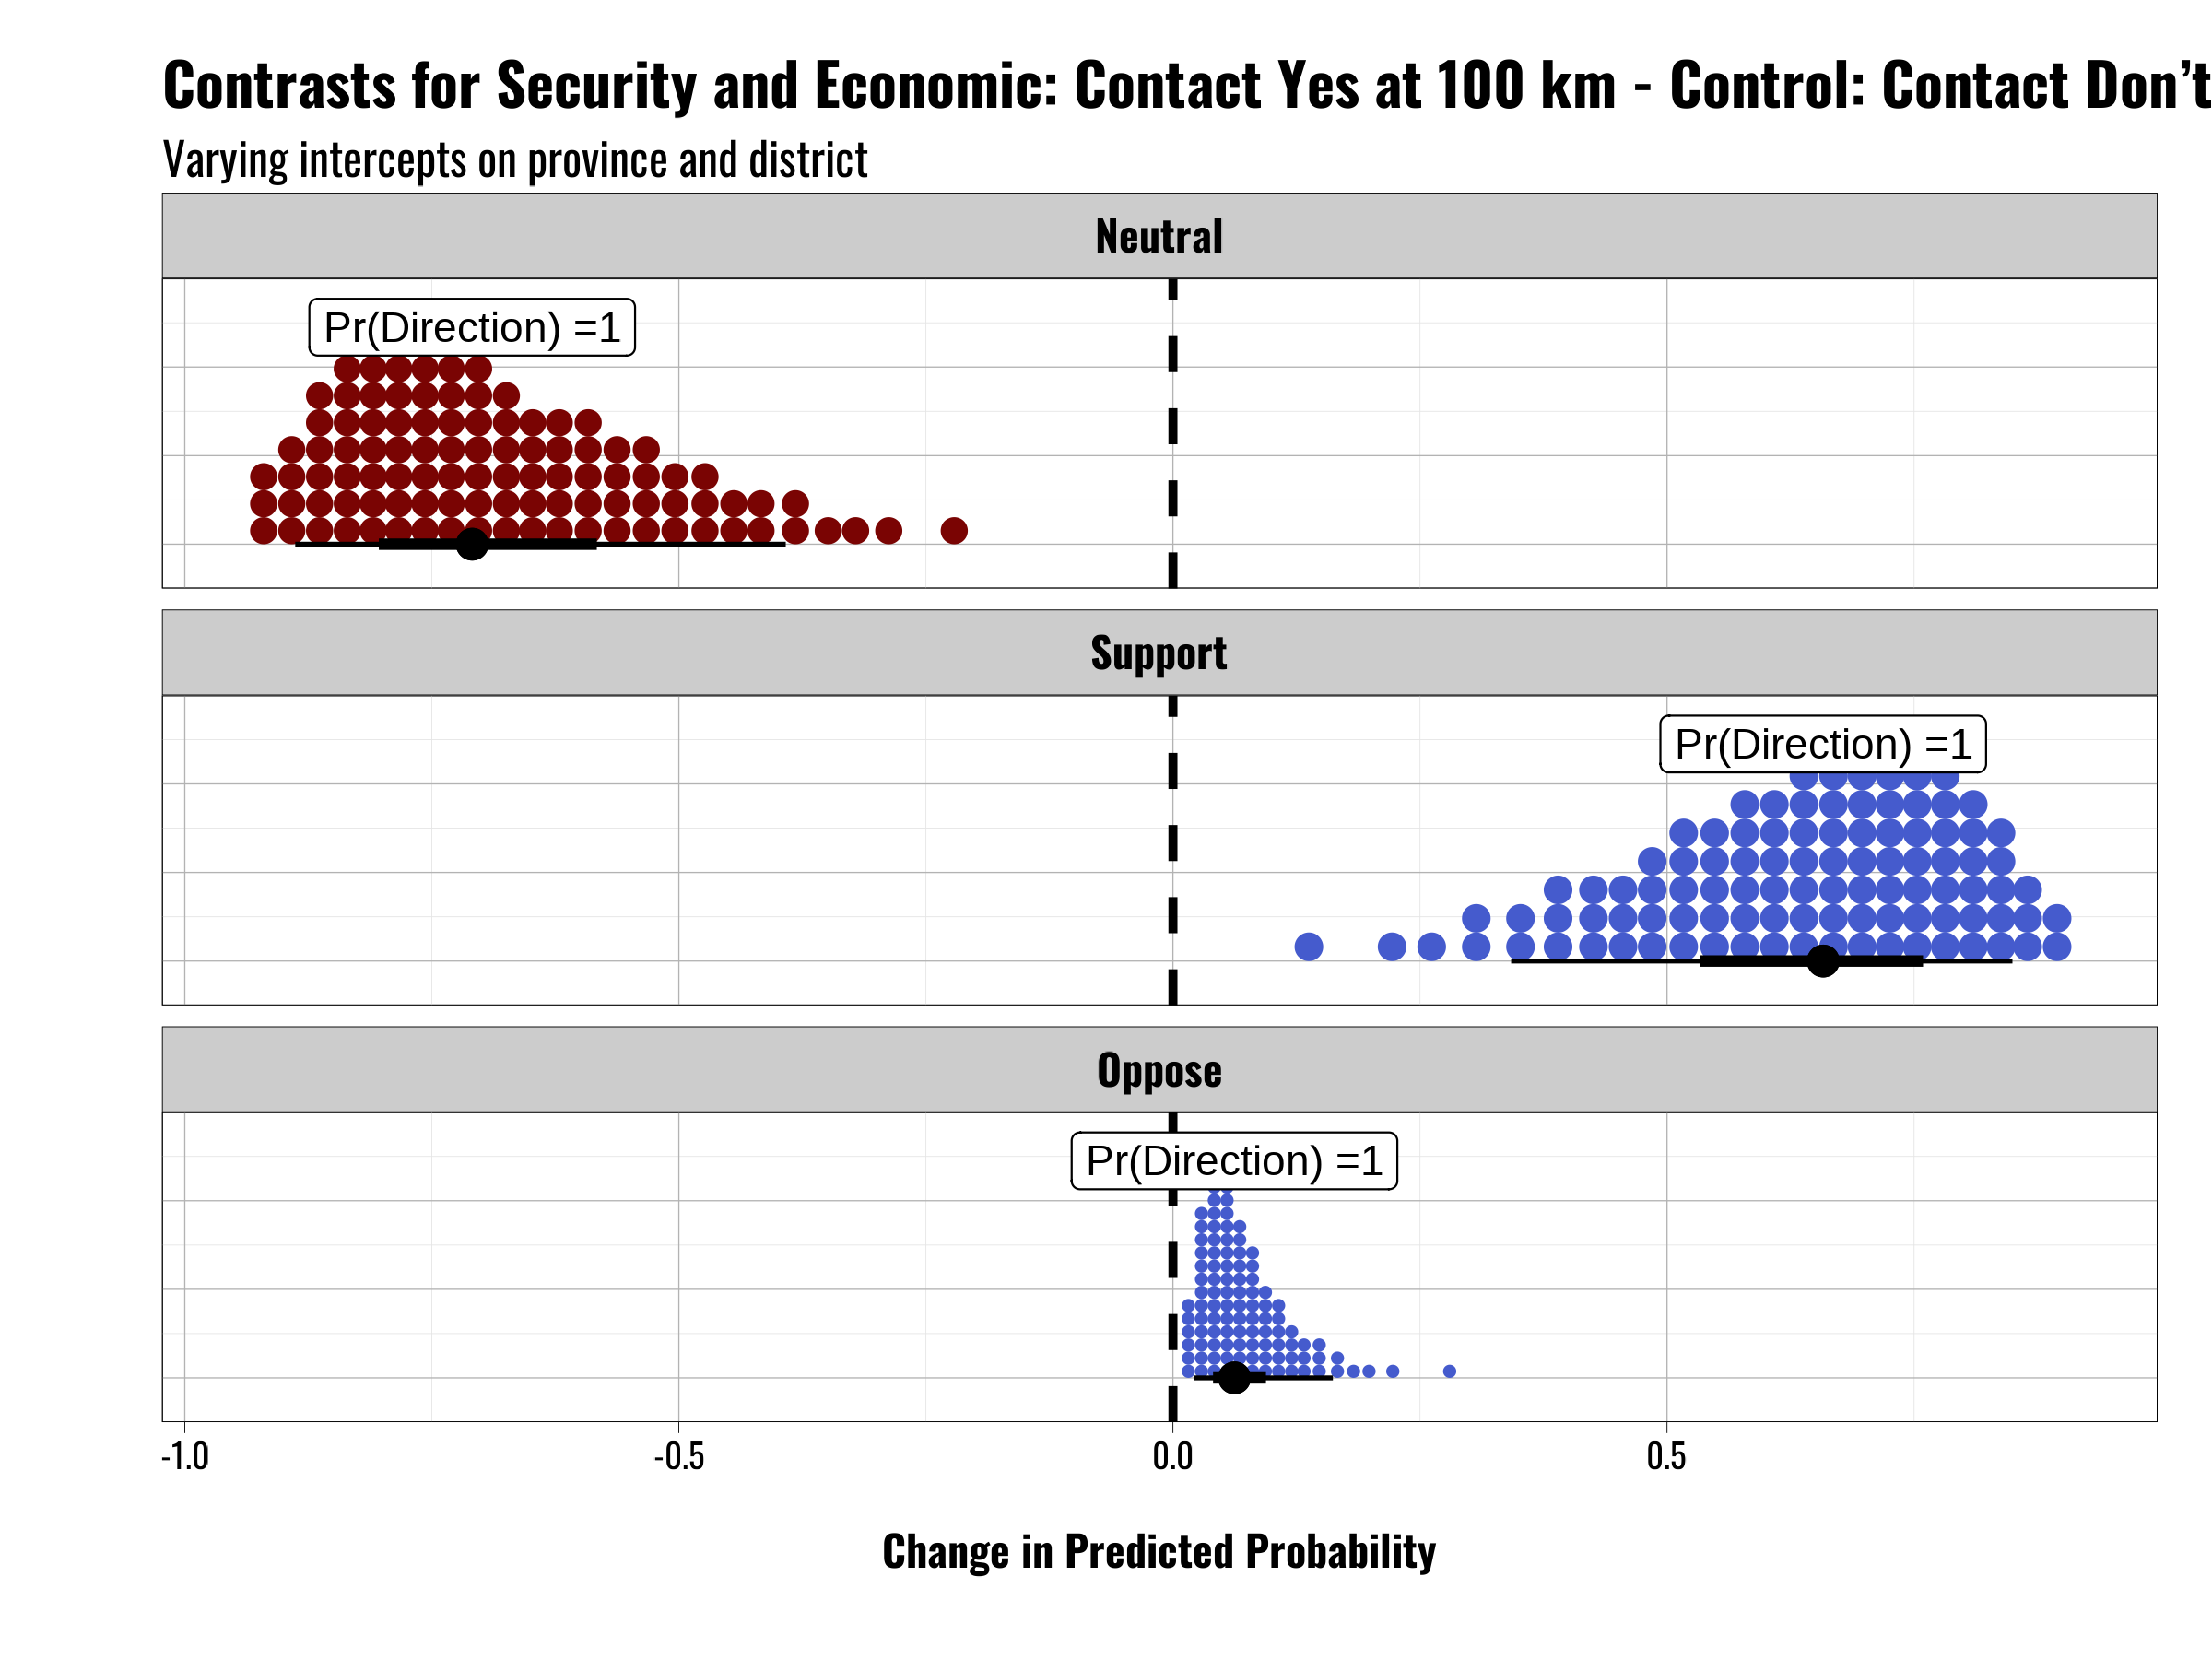 Contrasts for Security and Economic: Contact Yes at 100 km - Control: Contact Don’t
Varying intercepts on province and district
Neutral
Pr(Direction) =1
Support
Pr(Direction) =1
Oppose
Pr(Direction) =1
-1.0 -0.5 0.0 0.5
Change in Predicted Probability